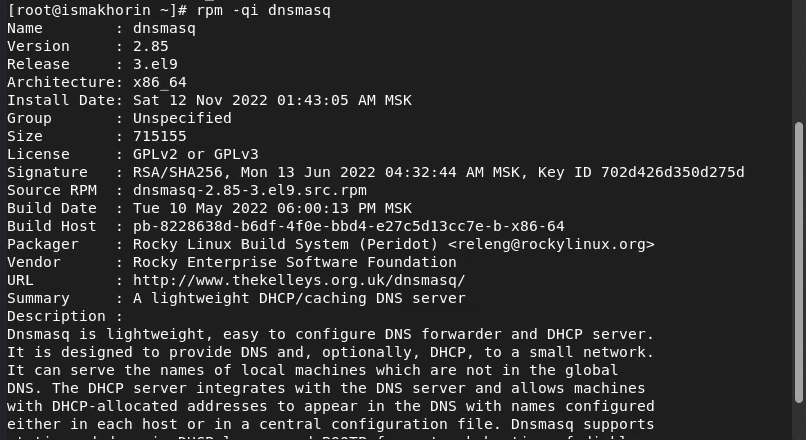 [root@ismakhorin ~]# rpm -qi dnsmasq
Name        : dnsmasq
Version     : 2.85
Release     : 3.el9
Architecture: x86_64
Install Date: Sat 12 Nov 2022 01:43:05 AM MSK
Group       : Unspecified
Size        : 715155
License     : GPLv2 or GPLv3
Signature   : RSA/SHA256, Mon 13 Jun 2022 04:32:44 AM MSK, Key ID 702d426d350d275d
Source RPM  : dnsmasq-2.85-3.el9.src.rpm
Build Date  : Tue 10 May 2022 06:00:13 PM MSK
Build Host  : pb-8228638d-b6df-4f0e-bbd4-e27c5d13cc7e-b-x86-64
Packager    : Rocky Linux Build System (Peridot) <releng@rockylinux.org>
Vendor      : Rocky Enterprise Software Foundation
URL         : http://www.thekelleys.org.uk/dnsmasq/
Summary     : A lightweight DHCP/caching DNS server
Description :
Dnsmasq is lightweight, easy to configure DNS forwarder and DHCP server.
It is designed to provide DNS and, optionally, DHCP, to a small network.
It can serve the names of local machines which are not in the global
DNS. The DHCP server integrates with the DNS server and allows machines
with DHCP-allocated addresses to appear in the DNS with names configured
either in each host or in a central configuration file. Dnsmasq supports